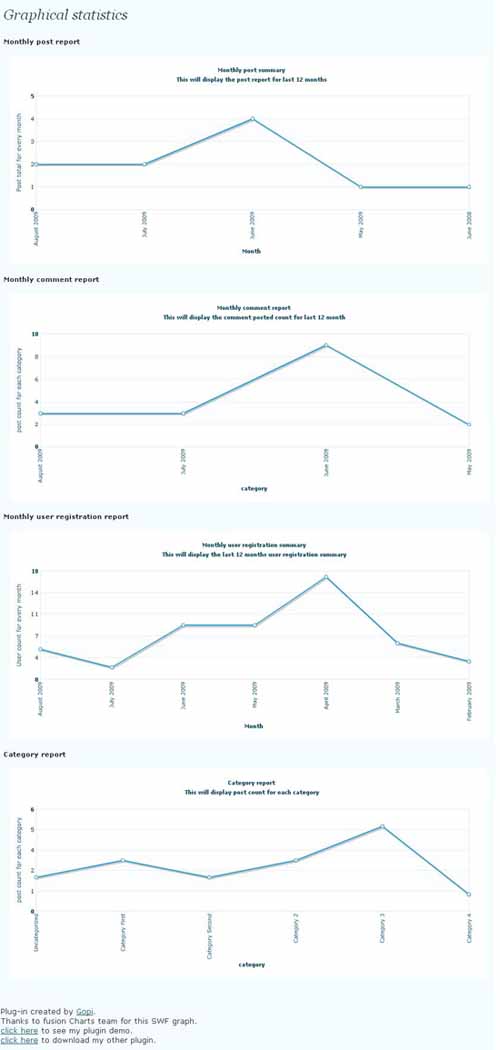 Graphical statistics
Monthly post report
Monthly post summary
This will display the post report for last 12 months
5
4
3
2
1
0
Post total for every month
August 2009
July 2009
June 2009
May 2009
June 2008
Month
Monthly comment report
Monthly comment report
This will display the comment posted count for last 12 month
10
8
6
4
2
0
post count for each category
August 2009
July 2009
June 2009
May 2009
category
Monthly user registration report
Monthly user registration summary
This will display the last 12 months user registration summary
18
14
11
7
4
0
User count for every month
August 2009
July 2009
June 2009
May 2009
April 2009
March 2009
February 2009
Month
Category report
Category report
This will display post count for each category
6
5
4
2
1
0
post count for each category
Uncategorized
Category First
Category Second
Category 2
Category 3
Category 4
category
Plug-in created by Gopi.
Thanks to fusion Charts team for this SWF graph.
click here to see my plugin demo.
click here to download my other plugin.